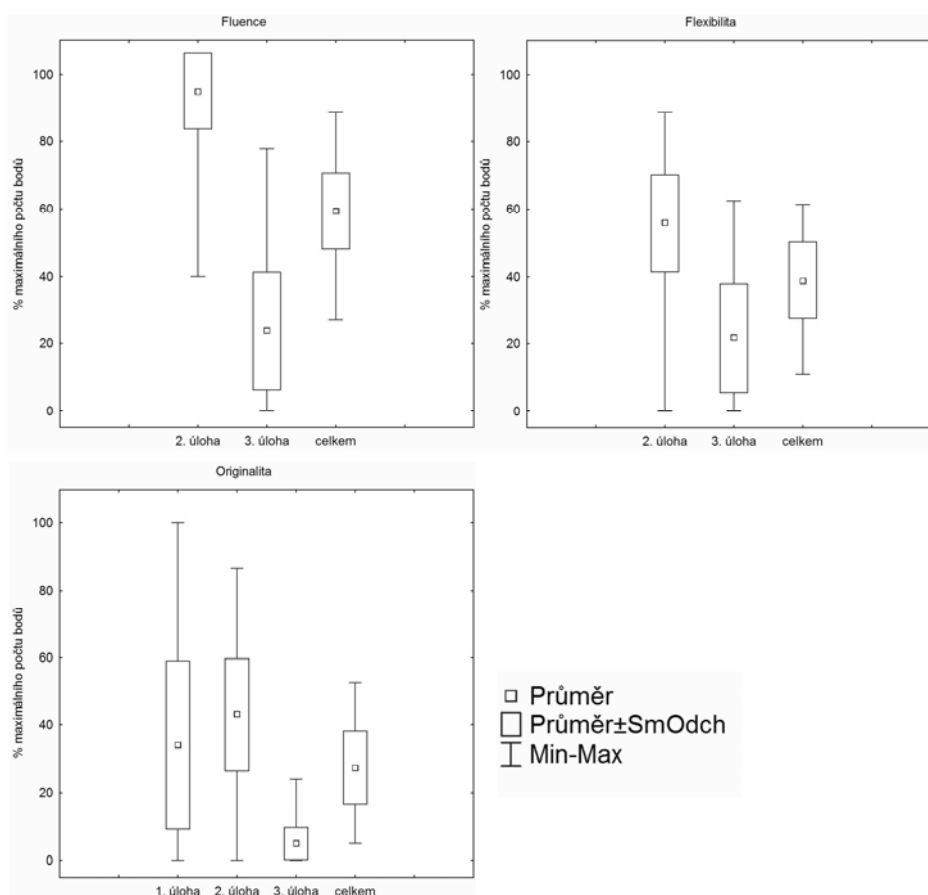 Fluence
% maximálního počtu bodů
100
80
60
40
20
0
2. úloha 3. úloha celkem
Flexibilita
% maximálního počtu bodů
100
80
60
40
20
0
2. úloha 3. úloha celkem
Originalita
% maximálního počtu bodů
100
80
60
40
20
0
1. úloha 2. úloha 3. úloha celkem
Průměr
Průměr±SmOdch
Min-Max